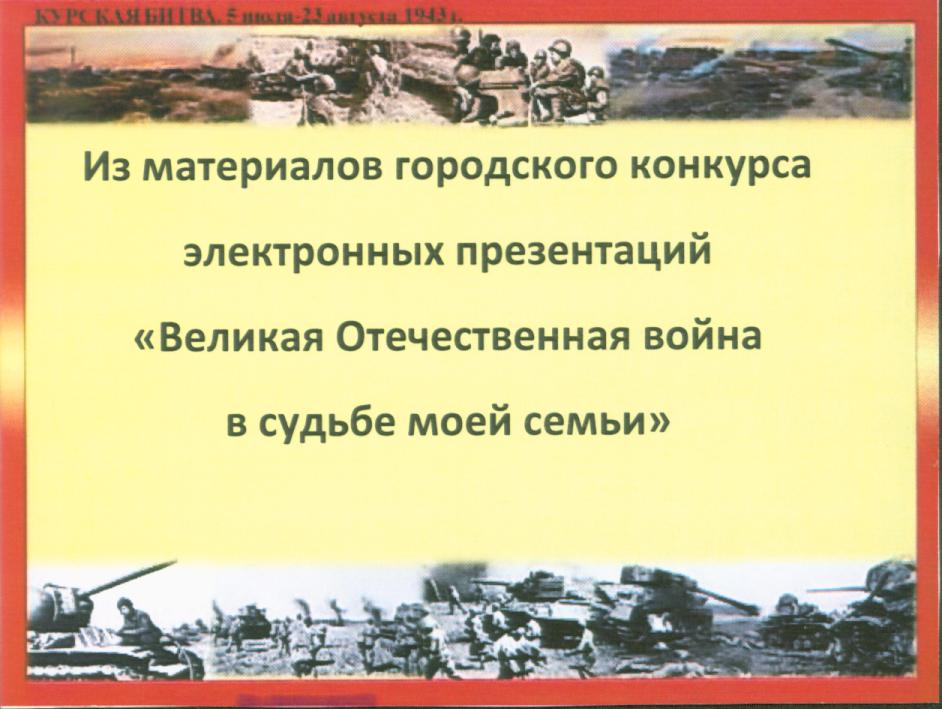 КУРСКАЯ БИТВА. 5 июля-23 августа 1943 г.
Из материалов городского конкурса
электронных презентаций
«Великая Отечественная война
в судьбе моей семьи»